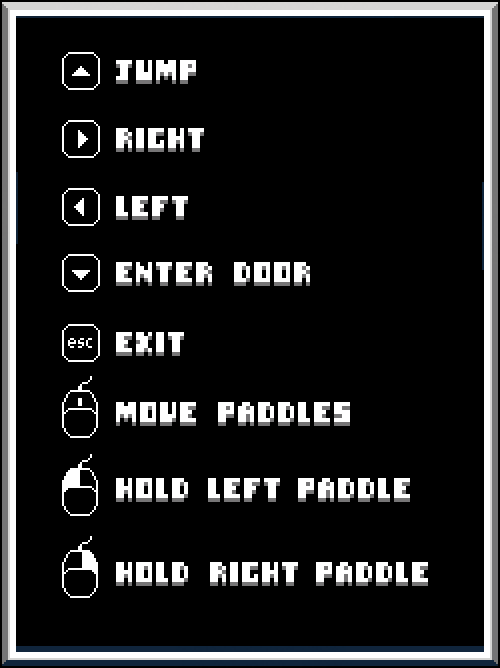 JUMP
RIGHT
LEFT
ENTER DOOR
esc EXIT
MOVE PADDLES
HOLD LEFT PADDLE
HOLD RIGHT PADDLE